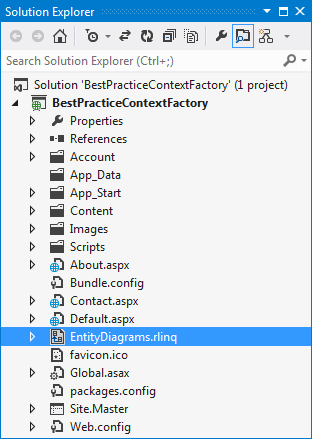 Solution Explorer
Search Solution Explorer (Ctrl+;)
Solution 'BestPracticeContextFactory' (1 project)
BestPracticeContextFactory
Properties
References
Account
App_Data
App_Start
Content
Images
Scripts
About.aspx
Bundle.config
Contact.aspx
Default.aspx
EntityDiagrams.rlinq
favicon.ico
Global.asax
packages.config
Site.Master
Web.config